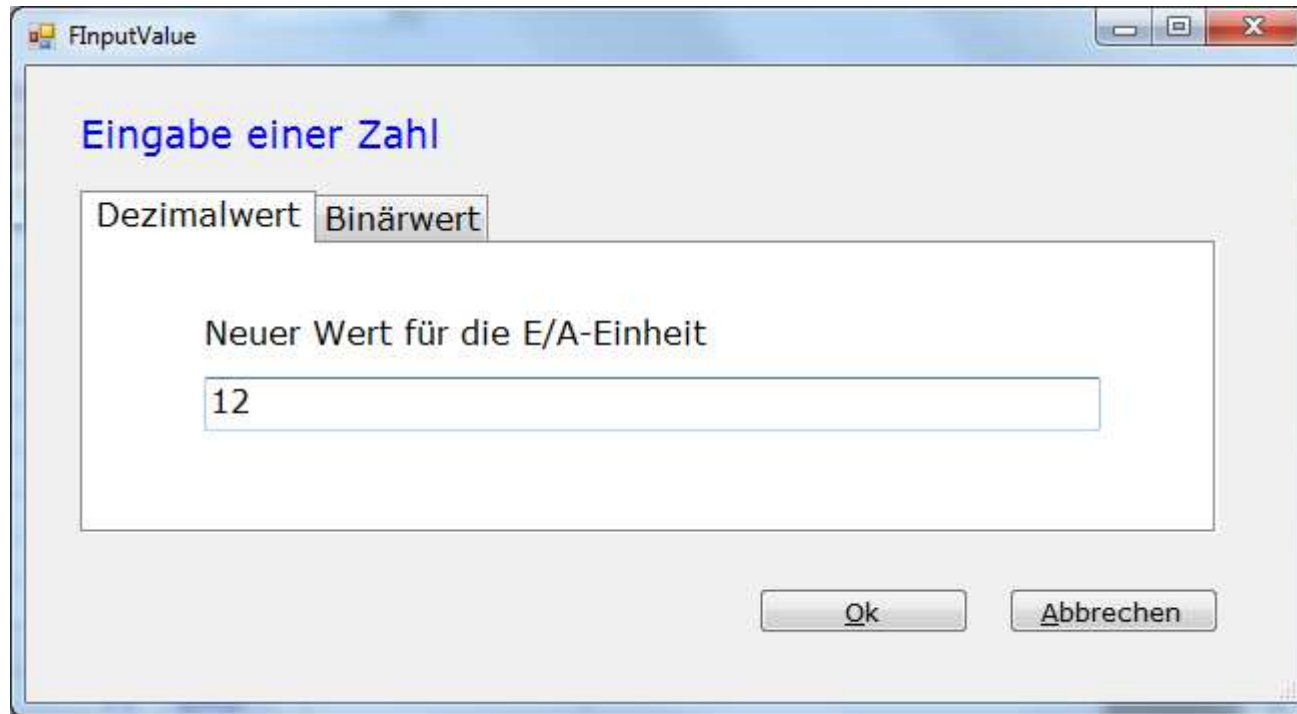 FInputValue
Eingabe einer Zahl
Dezimalwert Binärwert
Neuer Wert für die E/A-Einheit
12
Ok Abbrechen